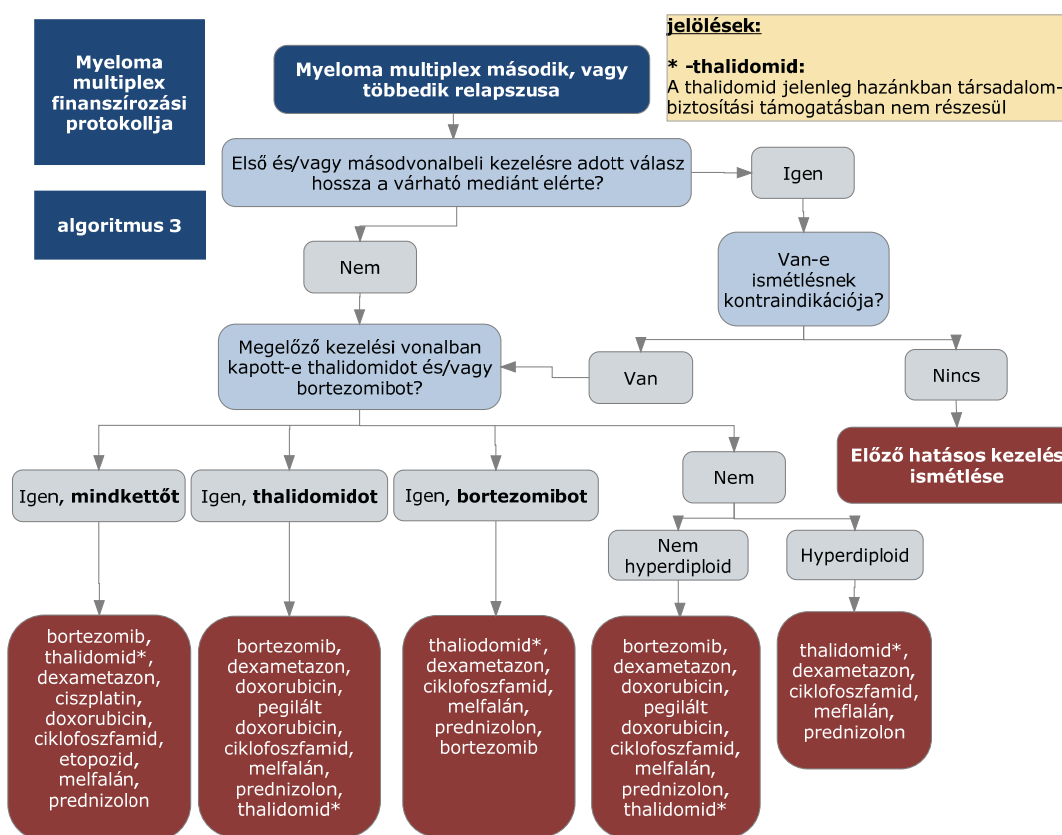 Myeloma
multiplex
finanszírozási
protokollja
algoritmus 3
jelölések:
* -thalidomid:
A thalidomid jelenleg hazánkban társadalom-
biztosítási támogatásban nem részesül
Myeloma multiplex második, vagy
többedik relapszusa
Első és/vagy másodvonalbeli kezelésre adott válasz
hossza a várható mediánt elérte?
Igen
Nem
Van-e
ismétlésnek
kontraindikációja?
Megelőző kezelési vonalban
kapott-e thalidomidot és/vagy
bortezomibot?
Van
Nincs
Előző hatásos kezelés
ismétlése
Igen, mindkettőt
Igen, thalidomidot
Igen, bortezomibot
Nem
Nem
hyperdiploid
Hyperdiploid
bortezomib,
thalidomid*,
dexametazon,
ciszplatin,
doxorubicin,
ciklofoszfamid,
etopozid,
melfalán,
prednizolon
bortezomib,
dexametazon,
doxorubicin,
pegilált
doxorubicin,
ciklofoszfamid,
melfalán,
prednizolon,
thalidomid*
thaliodomid*,
dexametazon,
ciklofoszfamid,
melfalán,
prednizolon,
bortezomib
bortezomib,
dexametazon,
doxorubicin,
pegilált
doxorubicin,
ciklofoszfamid,
melfalán,
prednizolon,
thalidomid*
thalidomid*,
dexametazon,
ciklofoszfamid,
meflalán,
prednizolon